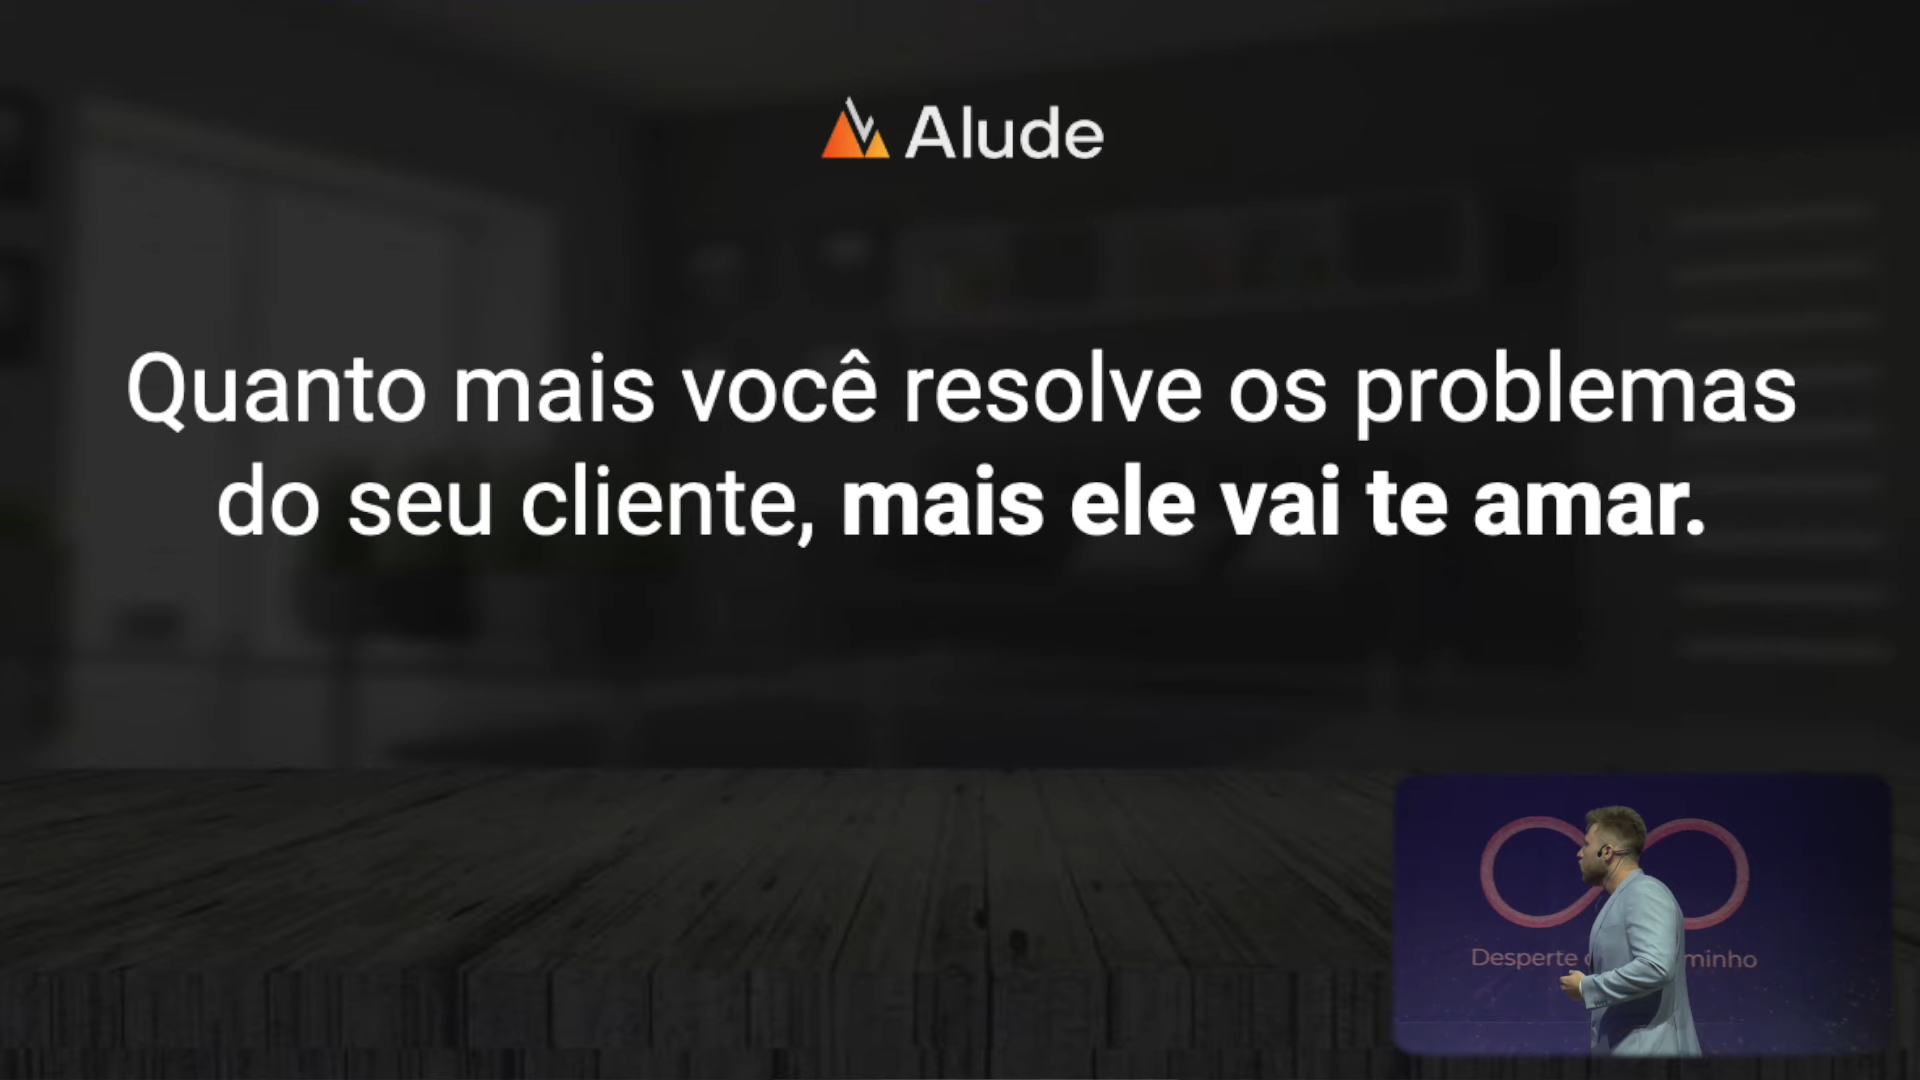 Alude
Quanto mais você resolve os problemas
do seu cliente, mais ele vai te amar.
Desperte minho